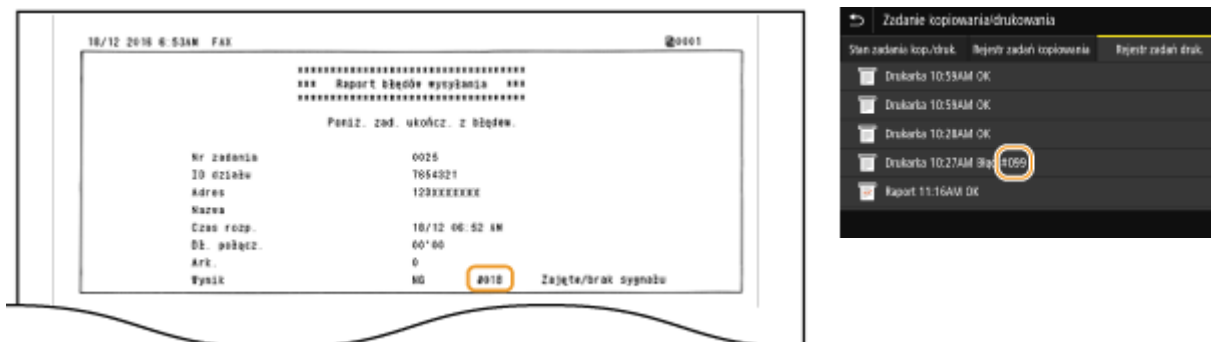 18/12 2016 6:53AM FAX 0001
***********************************
*** Raport błędów wysyłania ***
***********************************
Poniż. zad. ukończ. z błędem.
Nr zadania 0025
ID działu 7654321
Adres 123XXXXXXX
Nazwa
Czas rozp. 18/12 06:52 AM
Dł. połącz. 00'00
Ark. 0
Wynik NG #018 Zajęte/brak sygnału
Zadanie kopiowania/drukowania
Stan zadania kop./druk. Rejestr zadań kopiowania Rejestr zadań druk.
Drukarka 10:59AM OK
Drukarka 10:59AM OK
Drukarka 10:28AM OK
Drukarka 10:27AM Błąd #099
Raport 11:16AM OK